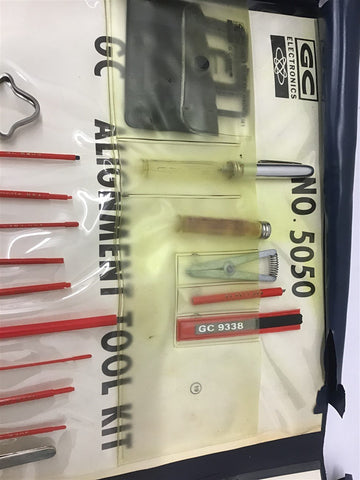 GC
ELECTRONICS
GC ALIGNMENT TOOL KIT
NO. 5050
GC 9338